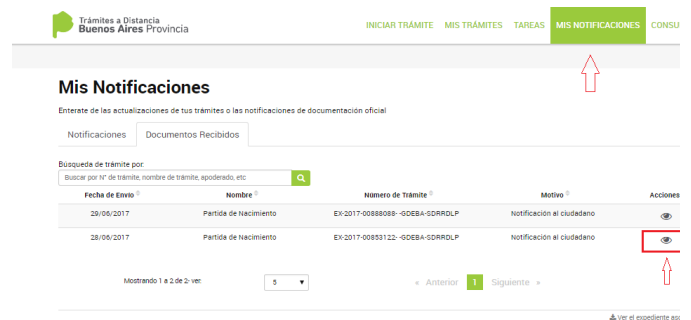 Trámites a Distancia
Buenos Aires Provincia
INICIAR TRÁMITE MIS TRÁMITES TAREAS MIS NOTIFICACIONES CONSU
Mis Notificaciones
Enterate de las actualizaciones de tus trámites o las notificaciones de documentación oficial
Notificaciones Documentos Recibidos
Búsqueda de trámite por:
Buscar por N° de trámite, nombre de trámite, apoderado, etc
Fecha de Envío Nombre Número de Trámite Motivo Acciones
29/06/2017 Partida de Nacimiento EX-2017-00888088- -GDEBA-SDRRDLP Notificación al ciudadano
28/06/2017 Partida de Nacimiento EX-2017-00853122- -GDEBA-SDRRDLP Notificación al ciudadano
Mostrando 1 a 2 de 2- ver: 5 « Anterior 1 Siguiente »
Ver el expediente aso